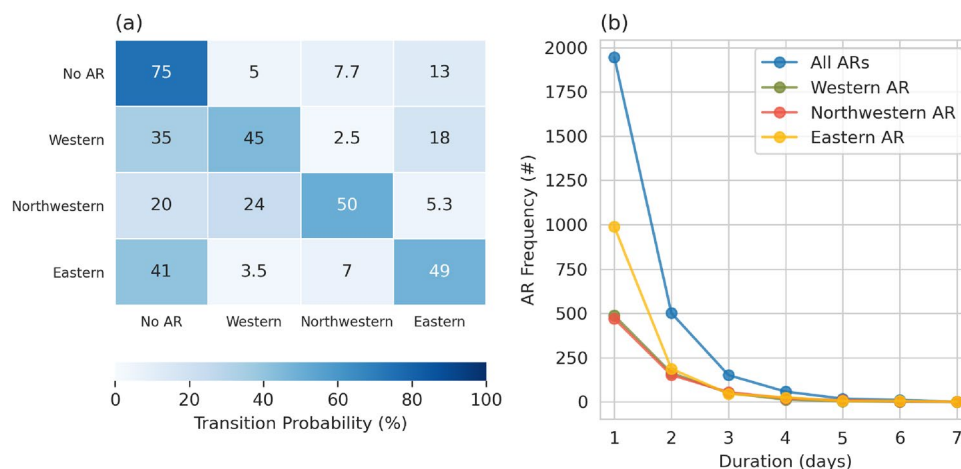 (a)
No AR 75 5 7.7 13
Western 35 45 2.5 18
Northwestern 20 24 50 5.3
Eastern 41 3.5 7 49
No AR Western Northwestern Eastern
0 20 40 60 80 100
Transition Probability (%)
(b)
AR Frequency (#)
2000
1750
1500
1250
1000
750
500
250
0
All ARs
Western AR
Northwestern AR
Eastern AR
1 2 3 4 5 6 7
Duration (days)